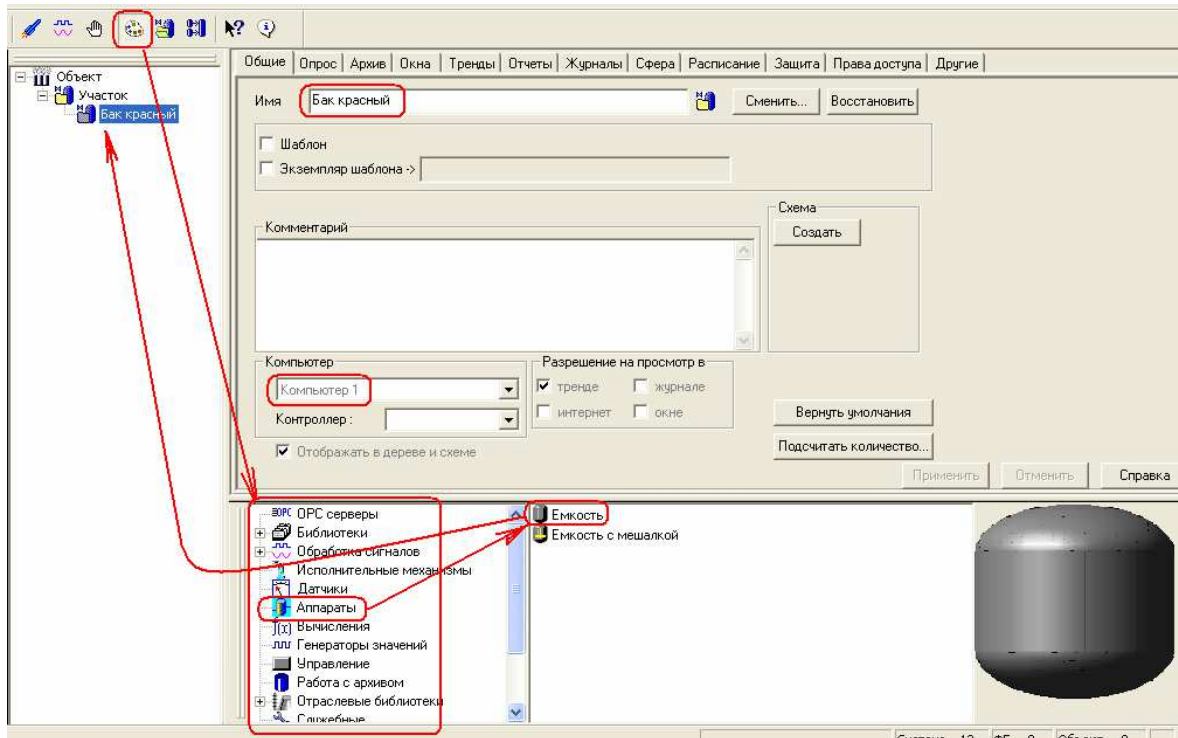 Объект
Участок
Бак красный
Общие Опрос Архив Окна Тренды Отчеты Журналы Сфера Расписание Защита Права доступа Другие
Имя Бак красный Сменить... Восстановить
Шаблон
Экземпляр шаблона ->
Схема
Создать
Комментарий
Компьютер
Компьютер 1
Контроллер :
Разрешение на просмотр в
тренде журнале
интернет окне
Отображать в дереве и схеме
Вернуть умолчания
Подсчитать количество...
Применить Отменить Справка
OPC серверы
Библиотеки
Обработка сигналов
Исполнительные механизмы
Датчики
Аппараты
Вычисления
Генераторы значений
Управление
Работа с архивом
Отраслевые библиотеки
Служебные
Емкость
Емкость с мешалкой